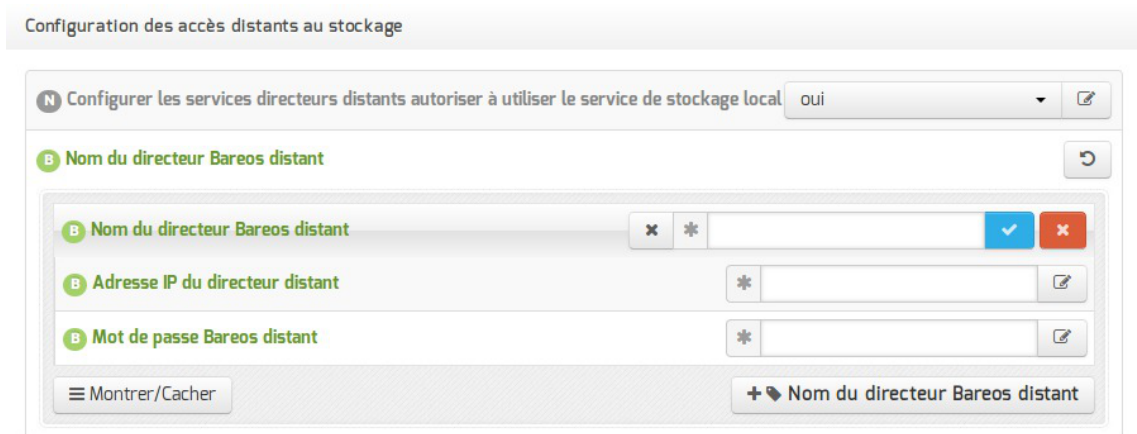 Configuration des accès distants au stockage
N Configurer les services directeurs distants autoriser à utiliser le service de stockage local oui
B Nom du directeur Bareos distant
B Nom du directeur Bareos distant
B Adresse IP du directeur distant
B Mot de passe Bareos distant
Montrer/Cacher
Nom du directeur Bareos distant